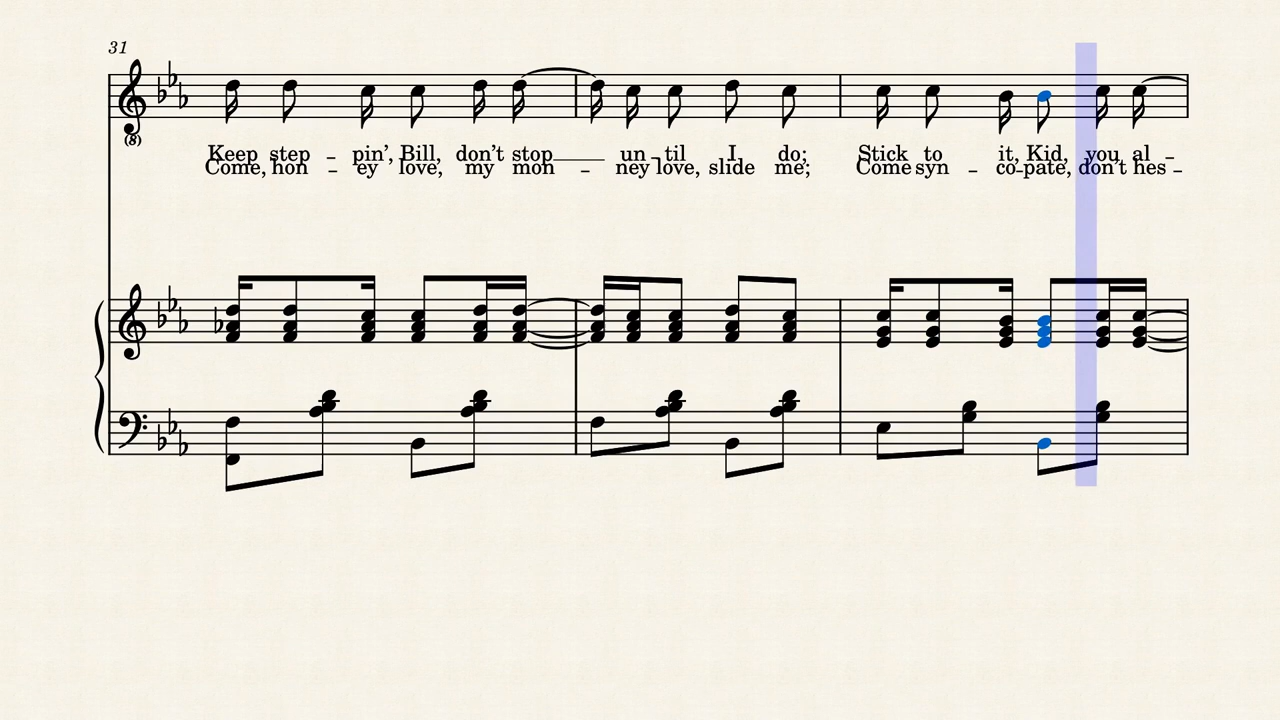 31
(8)
Keep step - pin’, Bill, don’t stop____ un - til I do; Stick to it, Kid, you al -
Come, hon - ey love, my mon - ney love, slide me; Come syn - co-pate, don’t hes -